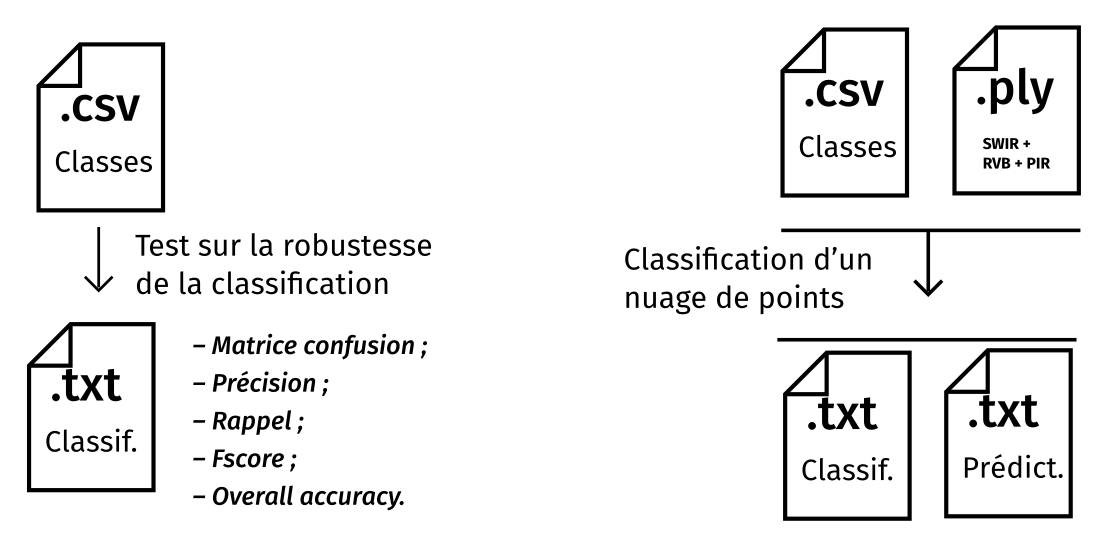 .csv
Classes
Test sur la robustesse
de la classification
.txt
Classif.
– Matrice confusion ;
– Précision ;
– Rappel ;
– Fscore ;
– Overall accuracy.
.csv
Classes
.ply
SWIR +
RVB + PIR
Classification d’un
nuage de points
.txt
Classif.
.txt
Prédict.